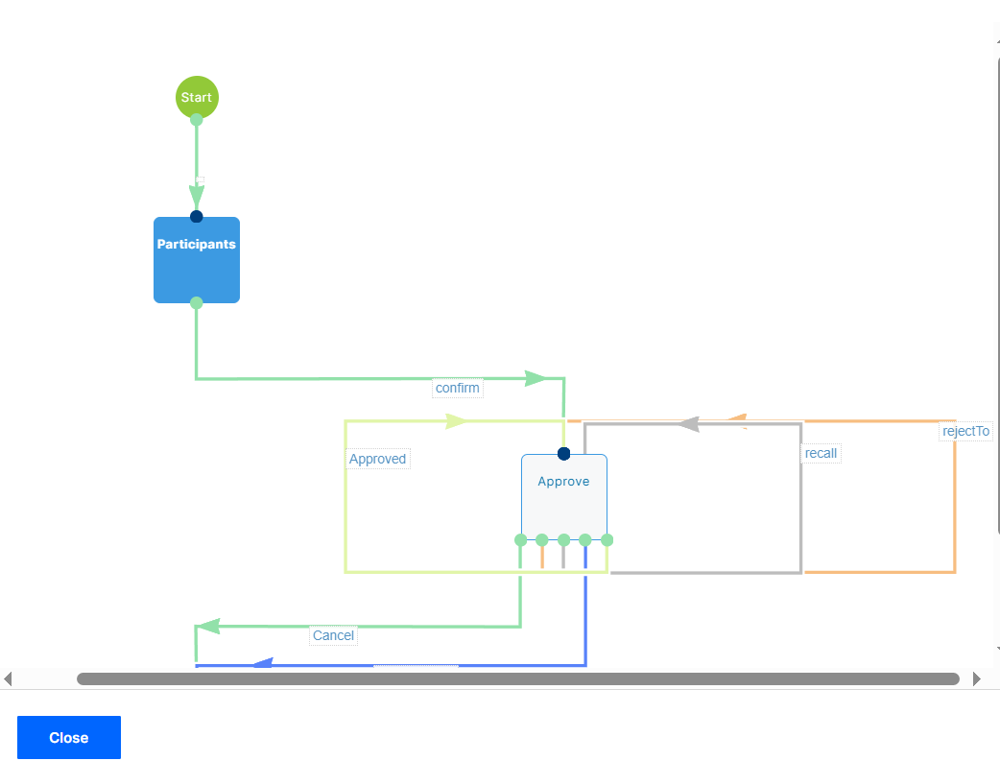 Start
Participants
confirm
rejectTo
recall
Approved
Approve
Cancel
Close